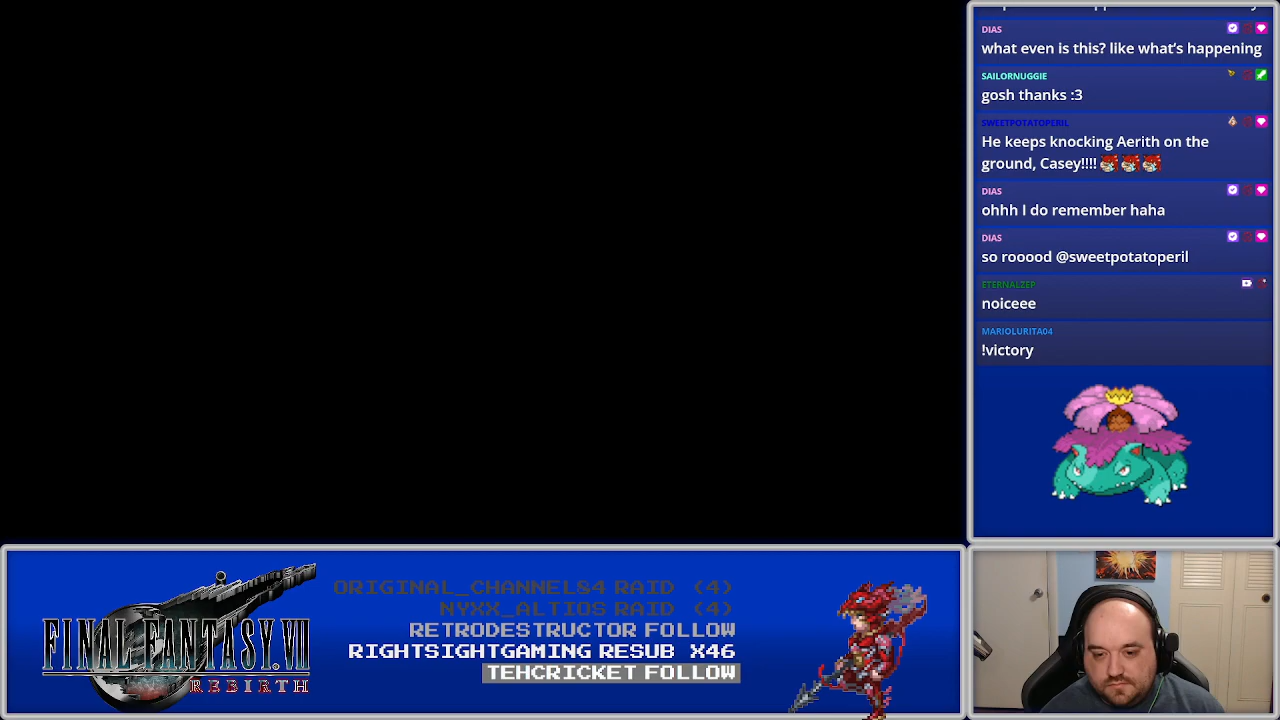 DIAS
what even is this? like what's happening
SAILORNUGGIE
gosh thanks :3
SWEETPOTATOPERIL
He keeps knocking Aerith on the
ground, Casey!!!!
DIAS
ohhh I do remember haha
DIAS
so rooood @sweetpotatoperil
ETERNALZEP
noiceee
MARIOLURITA04
!victory
FINAL FANTASY VII
REBIRTH
ORIGINAL_CHANNEL84 RAID (4)
NYXX_ALTIOS RAID (4)
RETRODESTRUCTOR FOLLOW
RIGHTSIGHTGAMING RESUB X46
TEHCRICKET FOLLOW